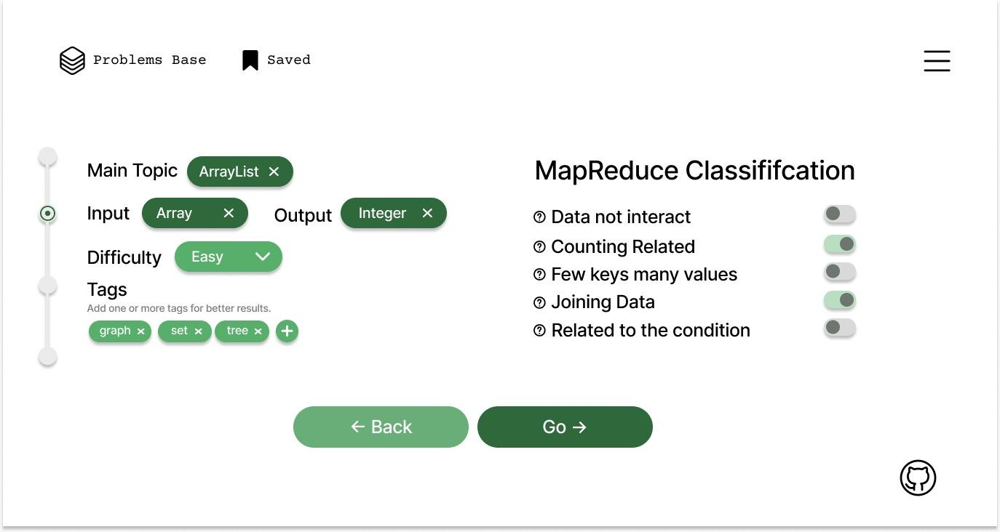 Problems Base
Saved
Main Topic ArrayList
Input Array Output Integer
Difficulty Easy
Tags
Add one or more tags for better results.
graph set tree
MapReduce Classififcation
Data not interact
Counting Related
Few keys many values
Joining Data
Related to the condition
← Back
Go →